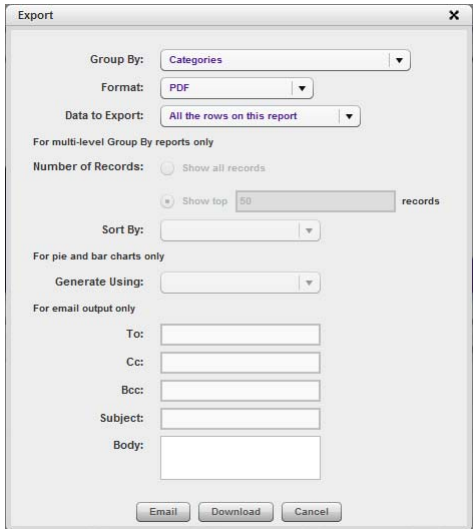 Export
Group By: Categories
Format: PDF
Data to Export: All the rows on this report
For multi-level Group By reports only
Number of Records: Show all records
Show top 50 records
Sort By:
For pie and bar charts only
Generate Using:
For email output only
To:
Cc:
Bcc:
Subject:
Body:
Email Download Cancel